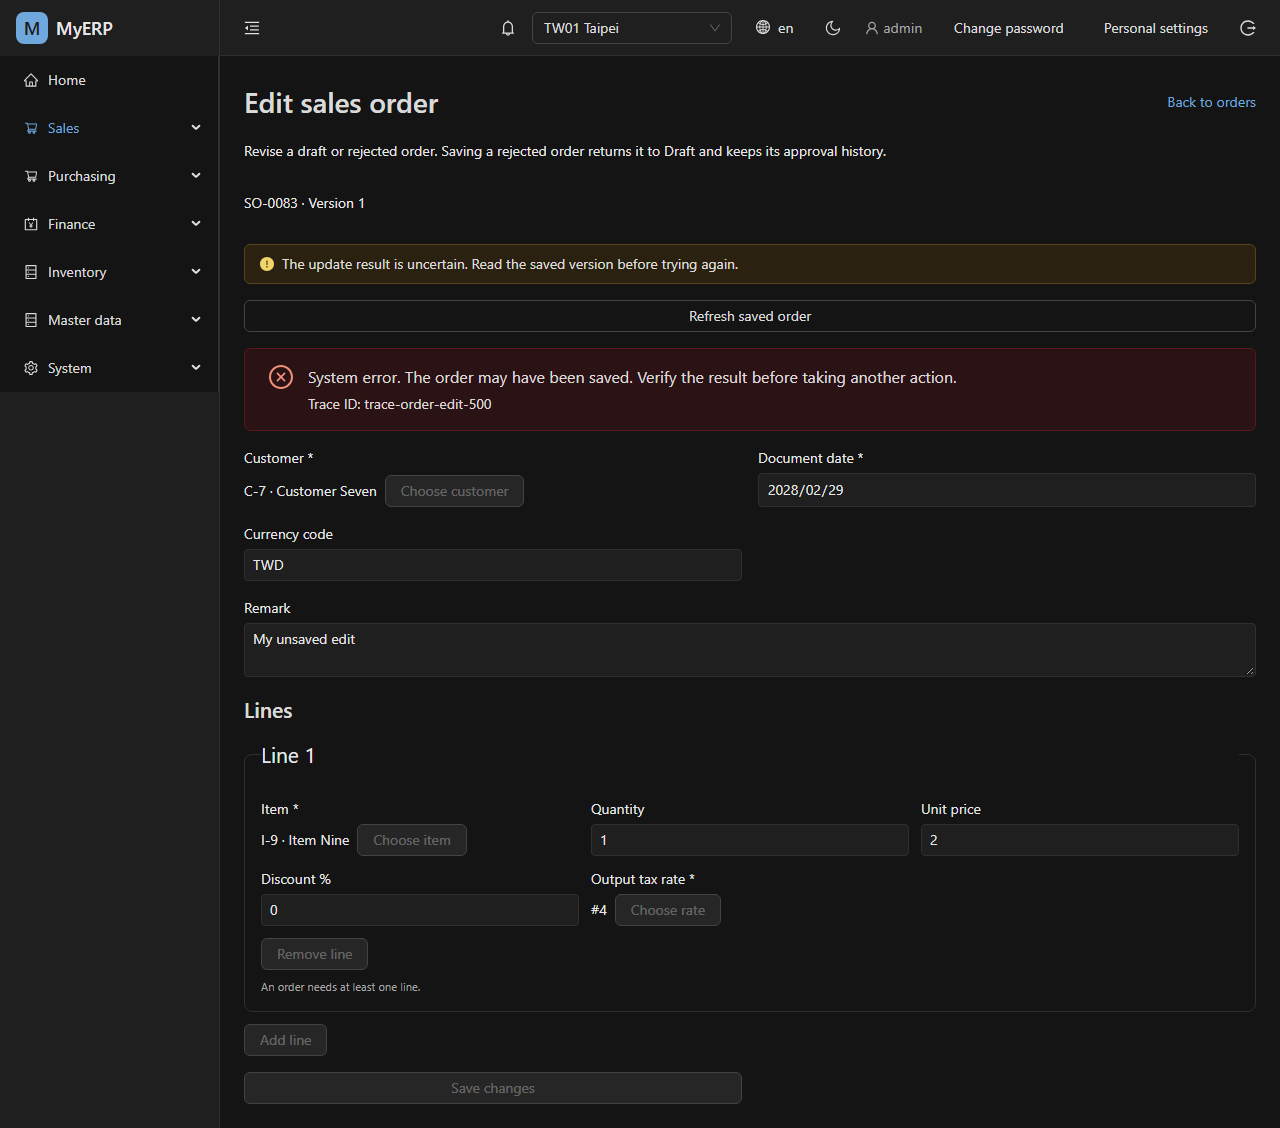 M MyERP
TW01 Taipei
en
admin
Change password
Personal settings
Home
Sales
Purchasing
Finance
Inventory
Master data
System
Edit sales order
Back to orders
Revise a draft or rejected order. Saving a rejected order returns it to Draft and keeps its approval history.
SO-0083 · Version 1
The update result is uncertain. Read the saved version before trying again.
Refresh saved order
System error. The order may have been saved. Verify the result before taking another action.
Trace ID: trace-order-edit-500
Customer *
C-7 · Customer Seven
Choose customer
Document date *
2028/02/29
Currency code
TWD
Remark
My unsaved edit
Lines
Line 1
Item *
I-9 · Item Nine
Choose item
Quantity
1
Unit price
2
Discount %
0
Output tax rate *
#4
Choose rate
Remove line
An order needs at least one line.
Add line
Save changes